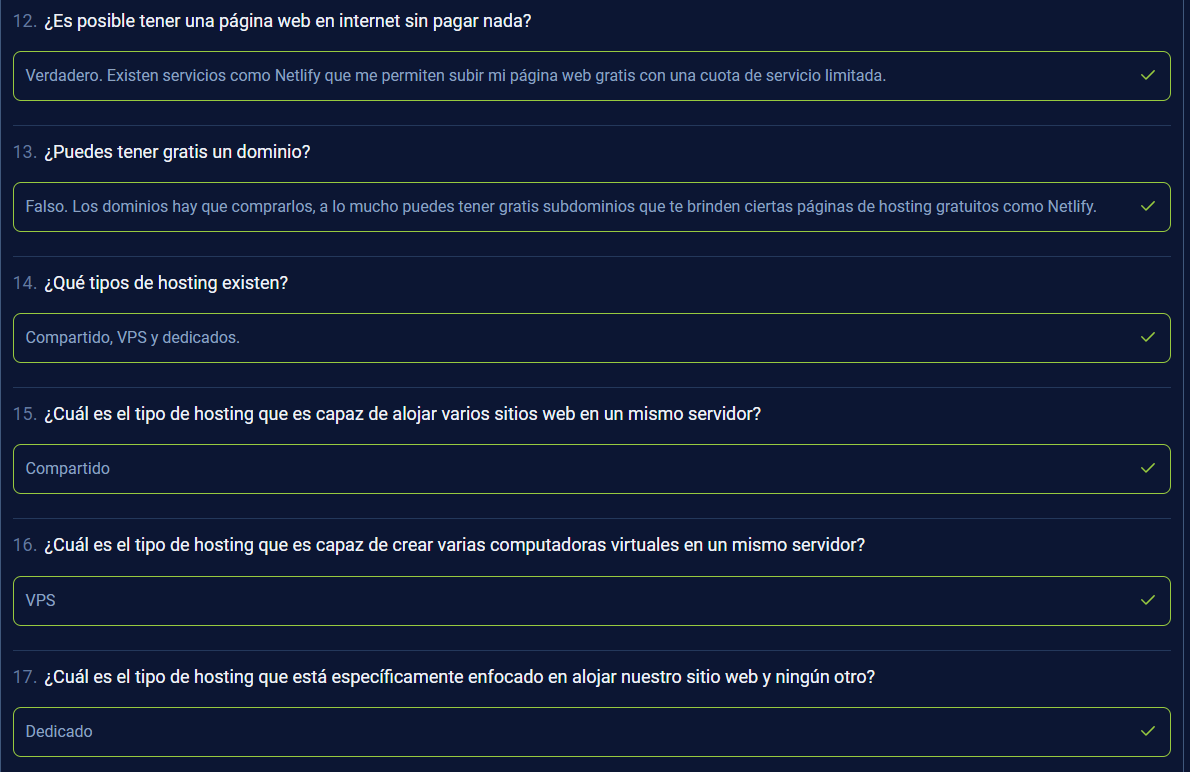 12. ¿Es posible tener una página web en internet sin pagar nada?
Verdadero. Existen servicios como Netlify que me permiten subir mi página web gratis con una cuota de servicio limitada.
13. ¿Puedes tener gratis un dominio?
Falso. Los dominios hay que comprarlos, a lo mucho puedes tener gratis subdominios que te brinden ciertas páginas de hosting gratuitos como Netlify.
14. ¿Qué tipos de hosting existen?
Compartido, VPS y dedicados.
15. ¿Cuál es el tipo de hosting que es capaz de alojar varios sitios web en un mismo servidor?
Compartido
16. ¿Cuál es el tipo de hosting que es capaz de crear varias computadoras virtuales en un mismo servidor?
VPS
17. ¿Cuál es el tipo de hosting que está específicamente enfocado en alojar nuestro sitio web y ningún otro?
Dedicado